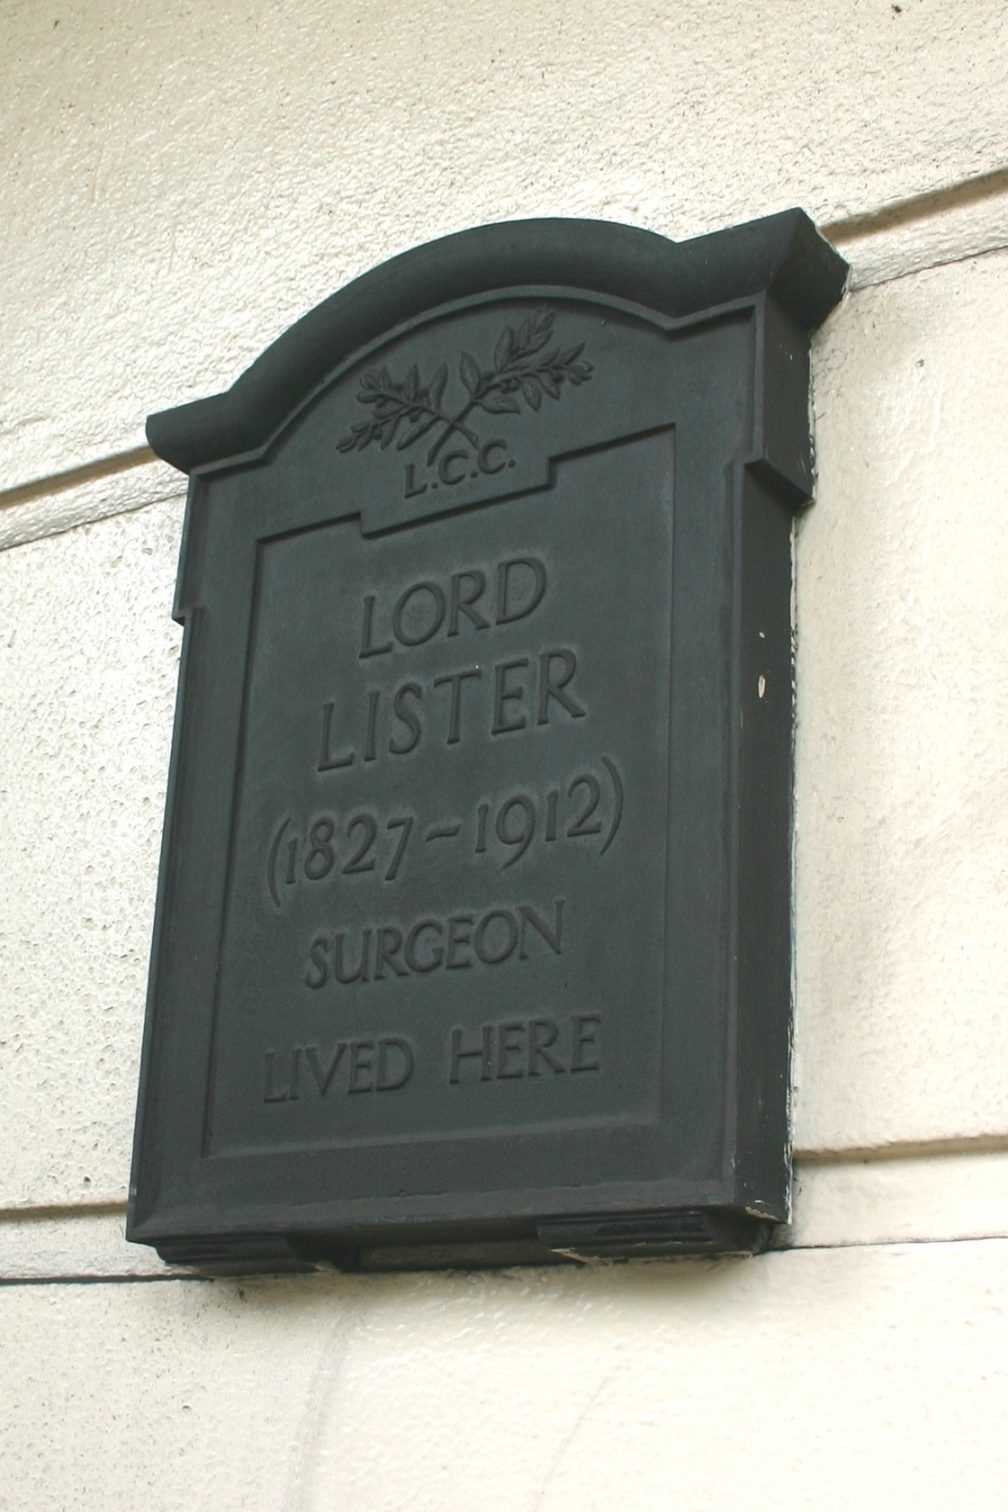 L.C.C.
LORD
LISTER
(1827-1912)
SURGEON
LIVED HERE